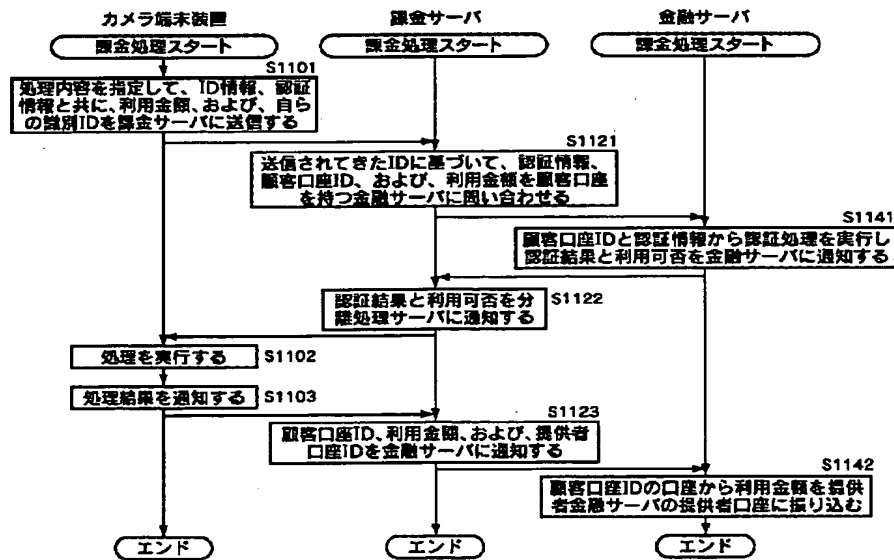 カメラ端末装置
課金サーバ
金融サーバ
課金処理スタート
課金処理スタート
課金処理スタート
S1101
処理内容を指定して、ID情報、認証
情報と共に、利用金額、および、自ら
の識別IDを課金サーバに送信する
S1121
送信されてきたIDに基づいて、認証情報、
顧客口座ID、および、利用金額を顧客口座
を持つ金融サーバに問い合わせる
S1141
顧客口座IDと認証情報から認証処理を実行し
認証結果と利用可否を金融サーバに通知する
認証結果と利用可否を分
離処理サーバに通知する
S1122
処理を実行する
S1102
処理結果を通知する
S1103
S1123
顧客口座ID、利用金額、および、提供者
口座IDを金融サーバに通知する
S1142
顧客口座IDの口座から利用金額を提供
者金融サーバの提供者口座に振り込む
エンド
エンド
エンド